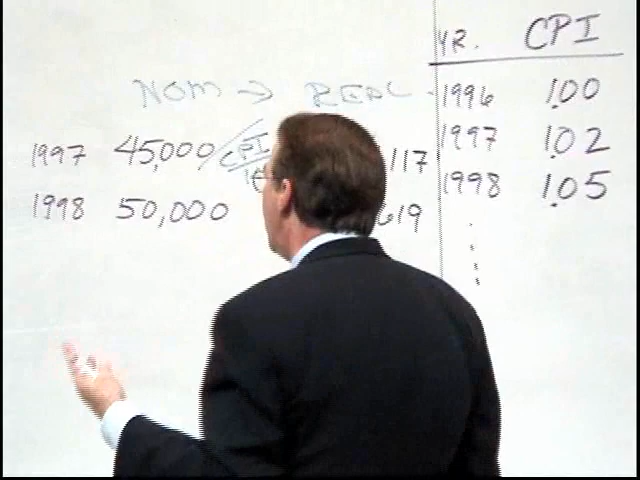 YR. CPI
NOM → REAL
1996 1.00
1997 45,000/CPI 117
1997 1.02
1998 50,000 619
1998 1.05